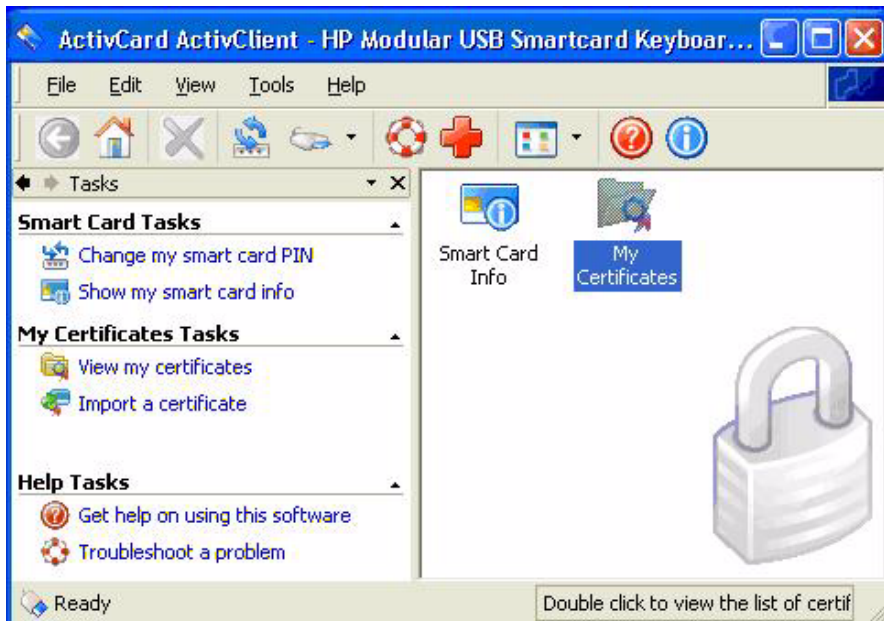 ActivCard ActivClient - HP Modular USB Smartcard Keyboar...
File Edit View Tools Help
Tasks
Smart Card Tasks
Change my smart card PIN
Show my smart card info
My Certificates Tasks
View my certificates
Import a certificate
Help Tasks
Get help on using this software
Troubleshoot a problem
Smart Card
Info
My
Certificates
Ready
Double click to view the list of certif